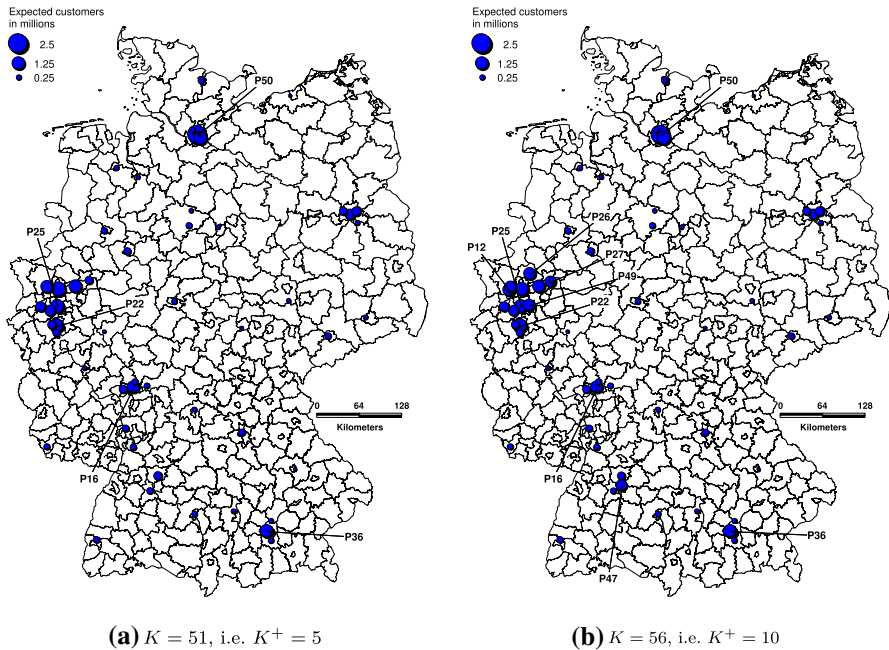 Expected customers
in millions
2.5
1.25
0.25
P50
P25
P22
0 64 128
Kilometers
P16
P36
(a) K = 51, i.e. K+ = 5
Expected customers
in millions
2.5
1.25
0.25
P50
P26
P25
P12
P27
P49
P22
0 64 128
Kilometers
P16
P36
P47
(b) K = 56, i.e. K+ = 10